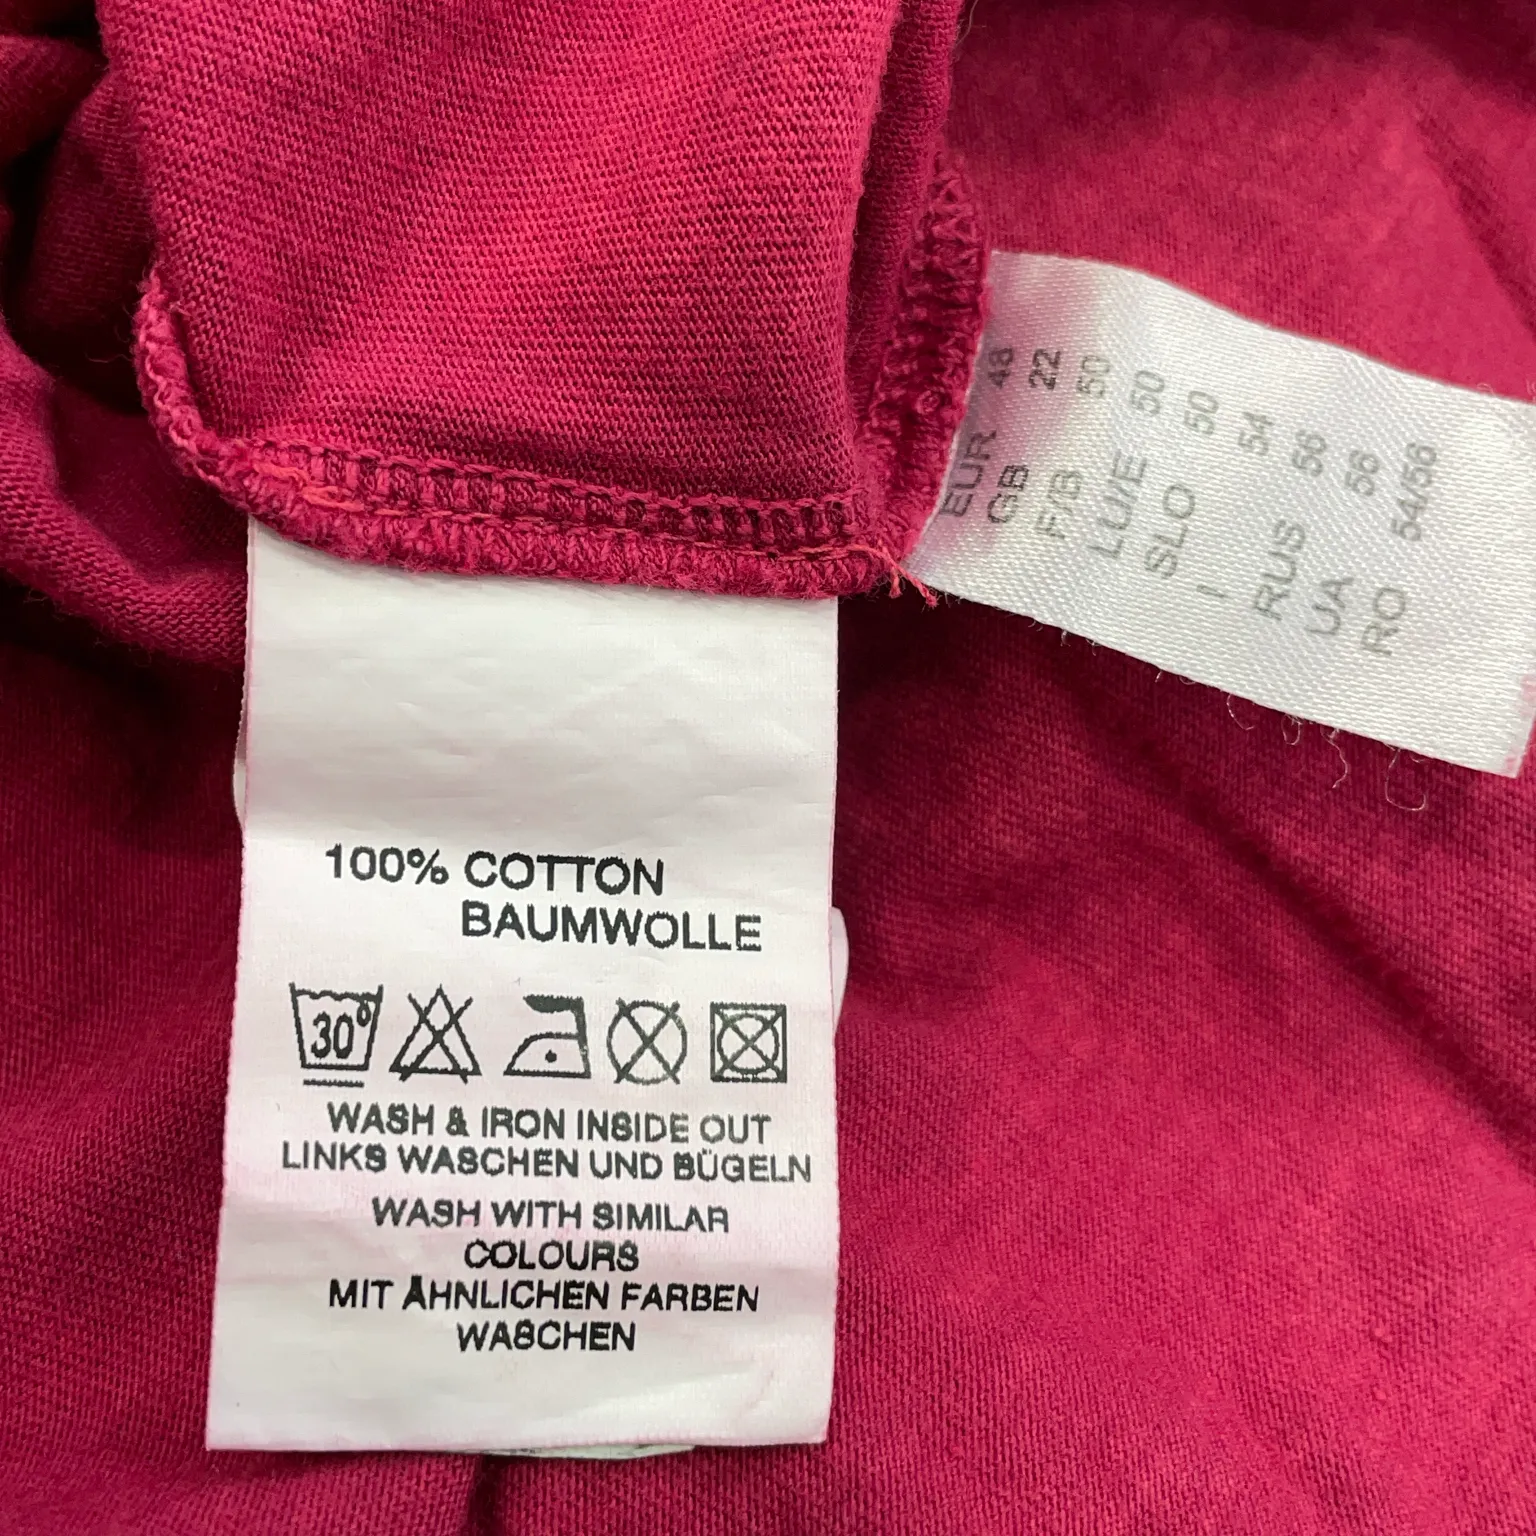 100% COTTON
BAUMWOLLE
30°
WASH & IRON INSIDE OUT
LINKS WASCHEN UND BÜGELN
WASH WITH SIMILAR
COLOURS
MIT ÄHNLICHEN FARBEN
WASCHEN
EUR 48
GB 22
F/B 50
LU/E 50
SLO 50
I 54
RUS 56
UA 56
RO 54/56